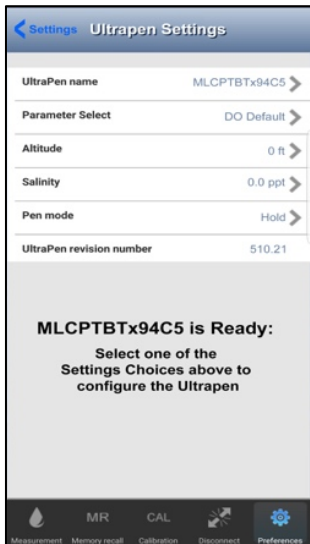 Settings Ultrapen Settings
UltraPen name MLCPTBTx94C5
Parameter Select DO Default
Altitude 0 ft
Salinity 0.0 ppt
Pen mode Hold
UltraPen revision number 510.21
MLCPTBTx94C5 is Ready:
Select one of the
Settings Choices above to
configure the Ultrapen
MR CAL
Measurement Memory recall Calibration Disconnect Preferences